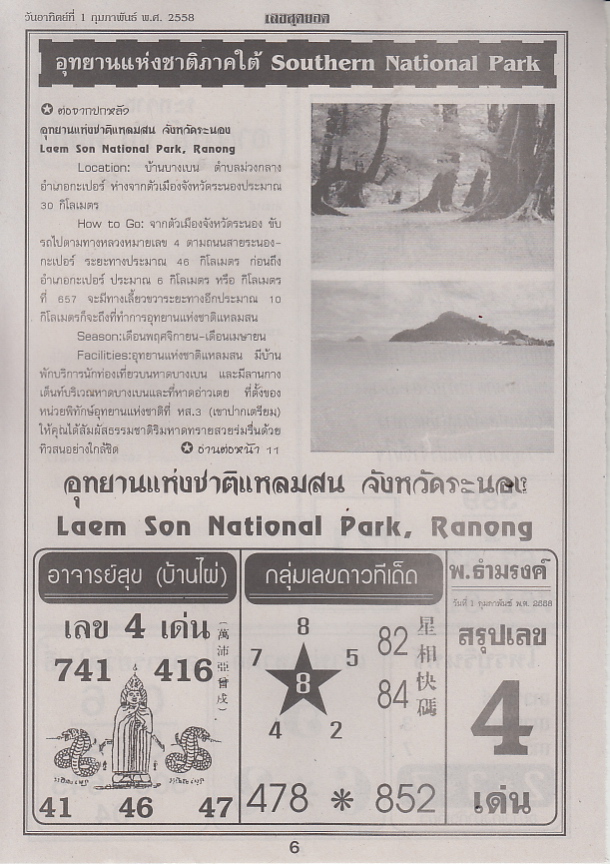 วันอาทิตย์ที่ 1 กุมภาพันธ์ พ.ศ. 2558
เลขสุดยอด
อุทยานแห่งชาติภาคใต้ Southern National Park
ต่อจากปกหลัง
อุทยานแห่งชาติแหลมสน จังหวัดระนอง
Laem Son National Park, Ranong
Location: บ้านบางเบน ตำบลม่วงกลาง
อำเภอกะเปอร์ ห่างจากตัวเมืองจังหวัดระนองประมาณ
30 กิโลเมตร
How to Go: จากตัวเมืองจังหวัดระนอง ขับ
รถไปตามทางหลวงหมายเลข 4 ตามถนนสายระนอง-
กะเปอร์ ระยะทางประมาณ 46 กิโลเมตร ก่อนถึง
อำเภอกะเปอร์ ประมาณ 6 กิโลเมตร หรือ กิโลเมตร
ที่ 657 จะมีทางเลี้ยวขวาระยะทางอีกประมาณ 10
กิโลเมตรก็จะถึงที่ทำการอุทยานแห่งชาติแหลมสน
Season:เดือนพฤศจิกายน-เดือนเมษายน
Facilities:อุทยานแห่งชาติแหลมสน มีบ้าน
พักบริการนักท่องเที่ยวบนหาดบางเบน และมีลานกาง
เต็นท์บริเวณหาดบางเบนและที่หาดอ่าวเตย ที่ตั้งของ
หน่วยพิทักษ์อุทยานแห่งชาติที่ หส.3 (เขาปากเตรียม)
ให้คุณได้สัมผัสธรรมชาติริมหาดทรายสวยร่มรื่นด้วย
ทิวสนอย่างใกล้ชิด
อ่านต่อหน้า 11
อุทยานแห่งชาติแหลมสน จังหวัดระนอง
Laem Son National Park, Ranong
อาจารย์สุข (บ้านไผ่)
เลข 4 เด่น
741 416
41 46 47
กลุ่มเลขดาวทีเด็ด
8
7 5
8
4 2
82
84
星相快碼
478 * 852
พ.ธำมรงค์
วันที่ 1 กุมภาพันธ์ พ.ศ. 2558
สรุปเลข
4
เด่น
6